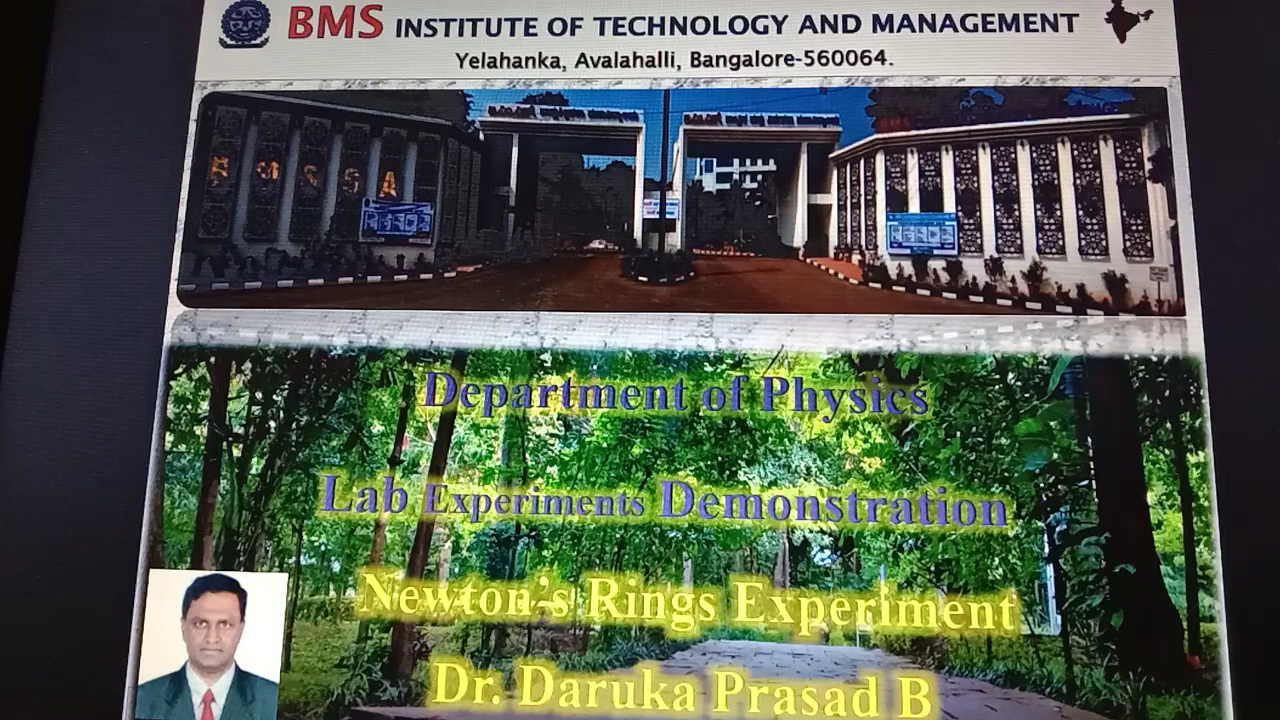 BMS INSTITUTE OF TECHNOLOGY AND MANAGEMENT
Yelahanka, Avalahalli, Bangalore-560064.
B M S S A
Department of Physics
Lab Experiments Demonstration
Newton's Rings Experiment
Dr. Daruka Prasad B